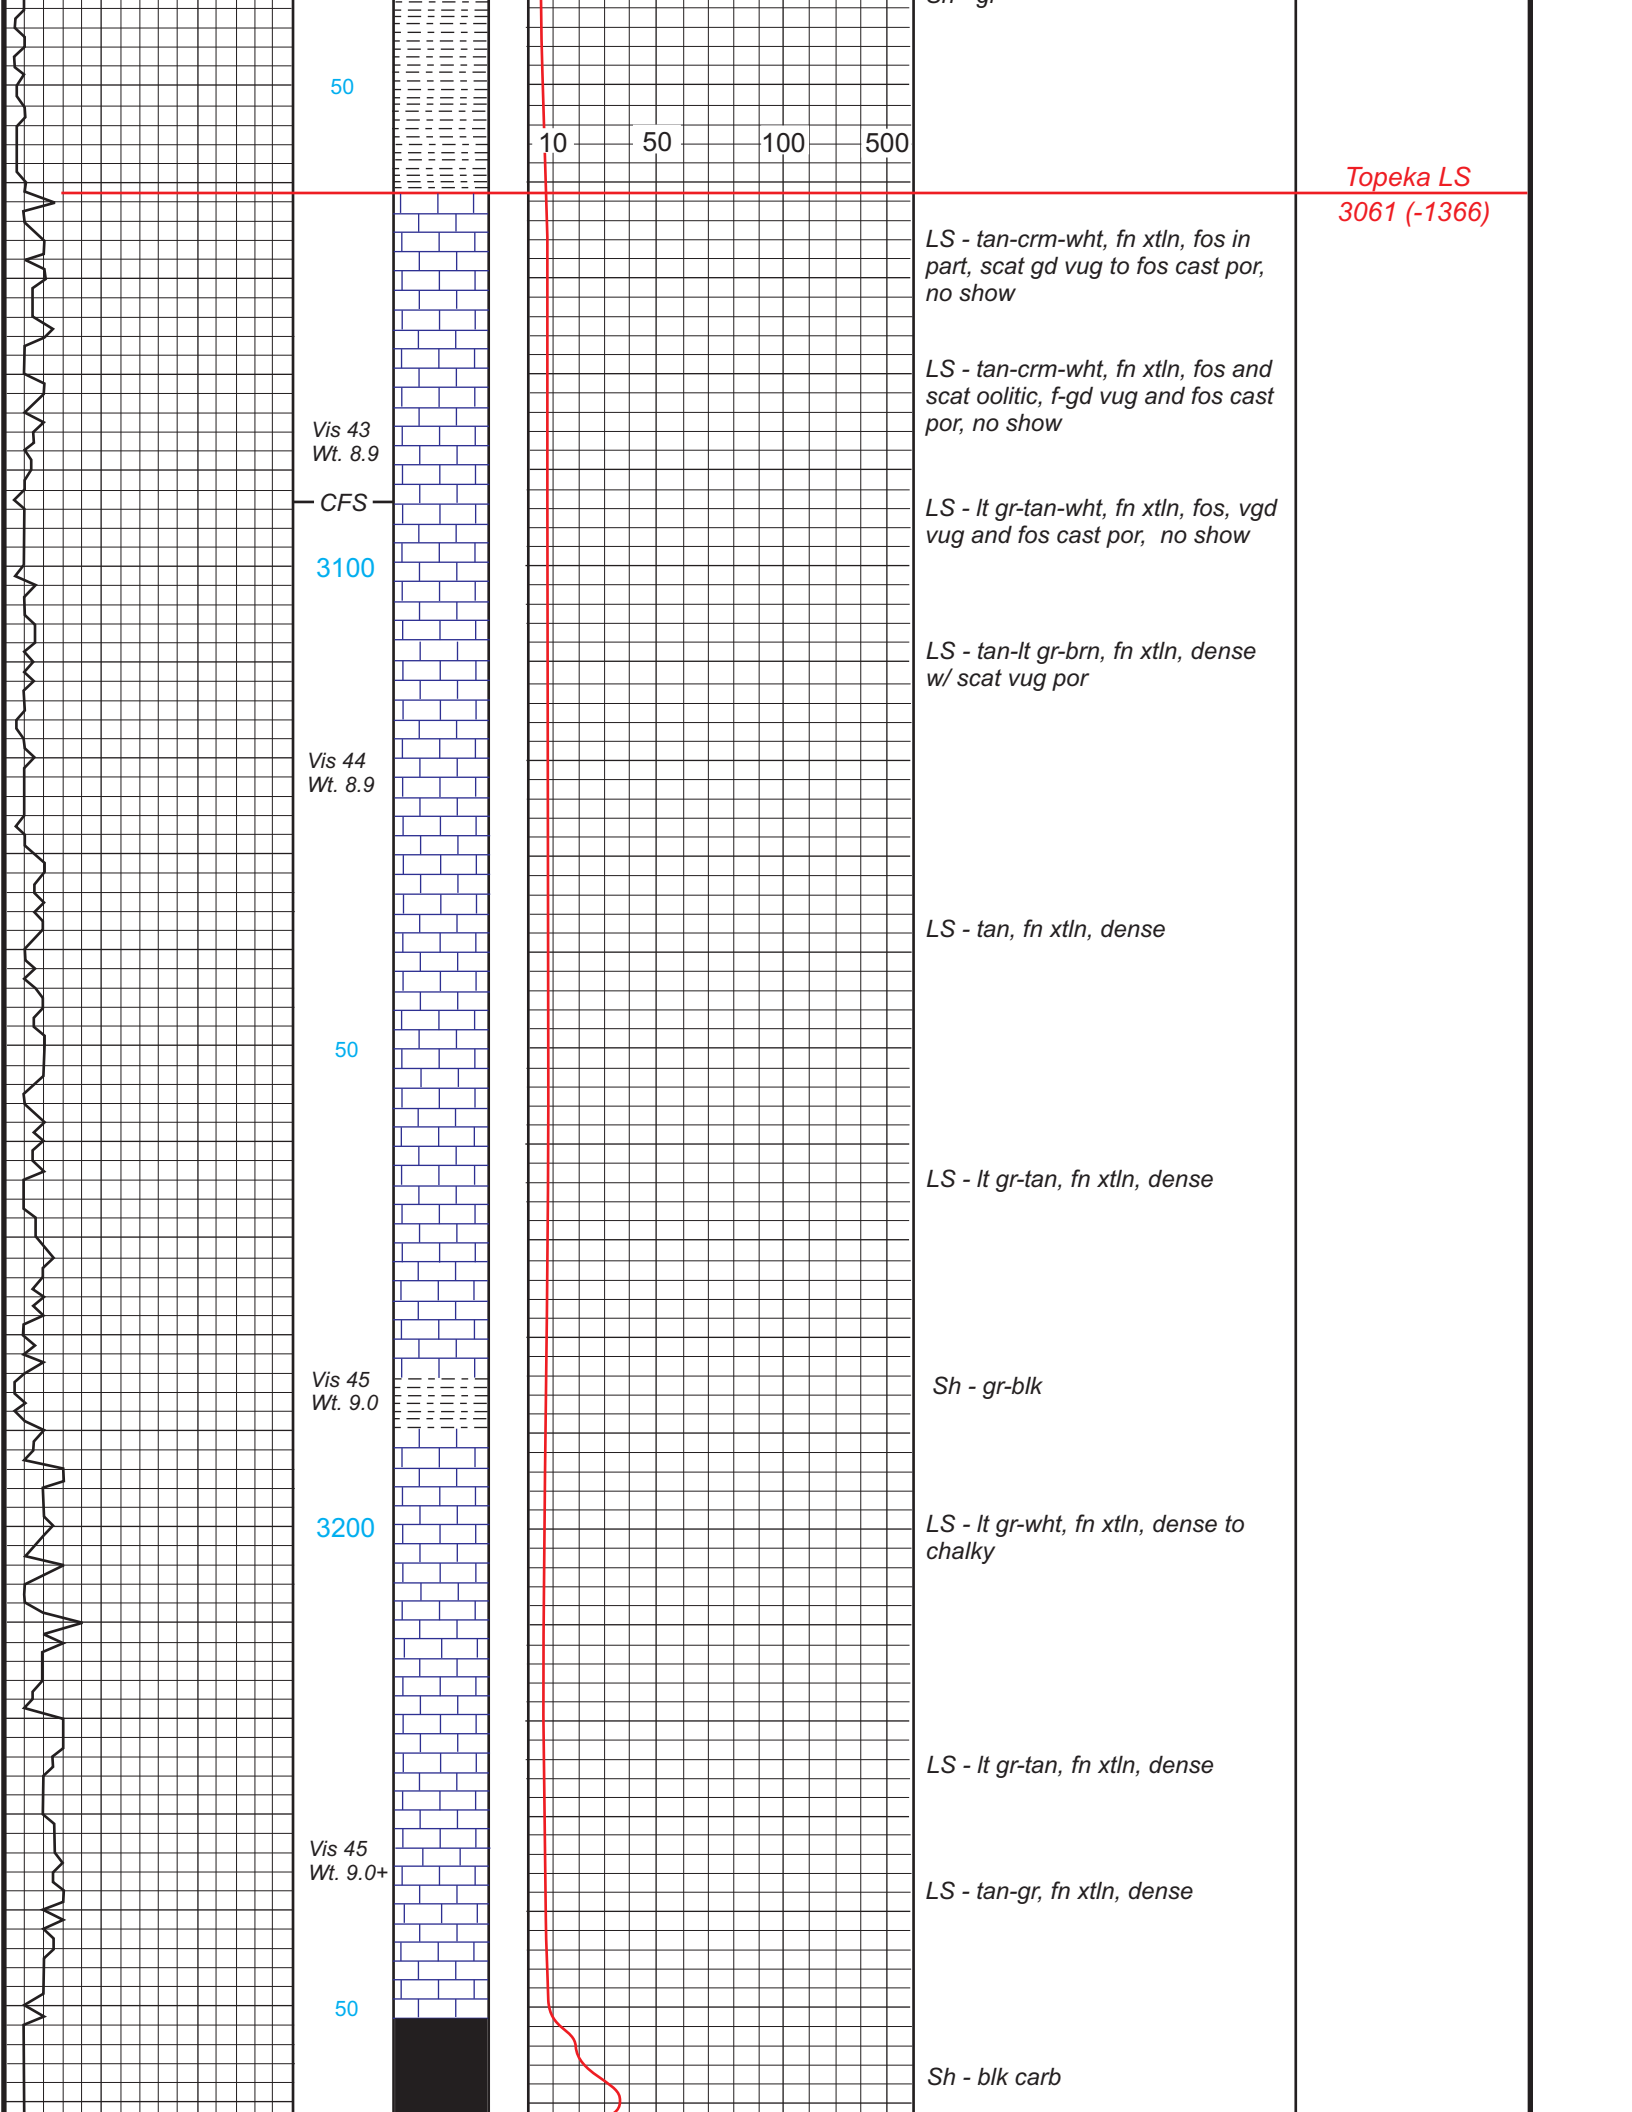 Sh - gr
50
10 50 100 500
Topeka LS
3061 (-1366)
LS - tan-crm-wht, fn xtln, fos in
part, scat gd vug to fos cast por,
no show
LS - tan-crm-wht, fn xtln, fos and
scat oolitic, f-gd vug and fos cast
por, no show
Vis 43
Wt. 8.9
CFS
LS - lt gr-tan-wht, fn xtln, fos, vgd
vug and fos cast por, no show
3100
LS - tan-lt gr-brn, fn xtln, dense
w/ scat vug por
Vis 44
Wt. 8.9
LS - tan, fn xtln, dense
50
LS - lt gr-tan, fn xtln, dense
Vis 45
Wt. 9.0
Sh - gr-blk
3200
LS - lt gr-wht, fn xtln, dense to
chalky
LS - lt gr-tan, fn xtln, dense
Vis 45
Wt. 9.0+
LS - tan-gr, fn xtln, dense
50
Sh - blk carb